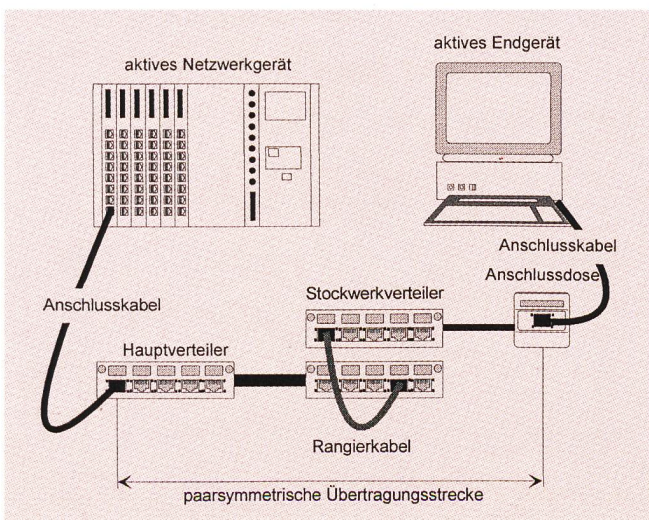 aktives Endgerät
aktives Netzwerkgerät
Anschlusskabel
Anschlussdose
Stockwerkverteiler
Anschlusskabel
Hauptverteiler
Rangierkabel
paarsymmetrische Übertragungsstrecke